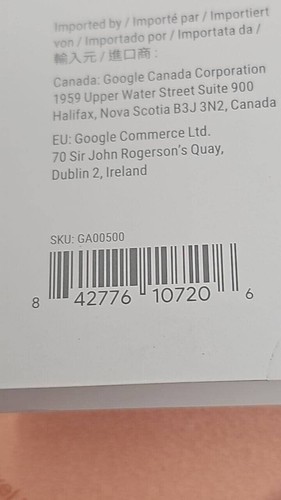 Imported by / Importé par / Importiert
von / Importado por / Importata da /
輸入元 / 進口商 :
Canada: Google Canada Corporation
1959 Upper Water Street Suite 900
Halifax, Nova Scotia B3J 3N2, Canada
EU: Google Commerce Ltd.
70 Sir John Rogerson's Quay,
Dublin 2, Ireland
SKU: GA00500
8 42776 10720 6